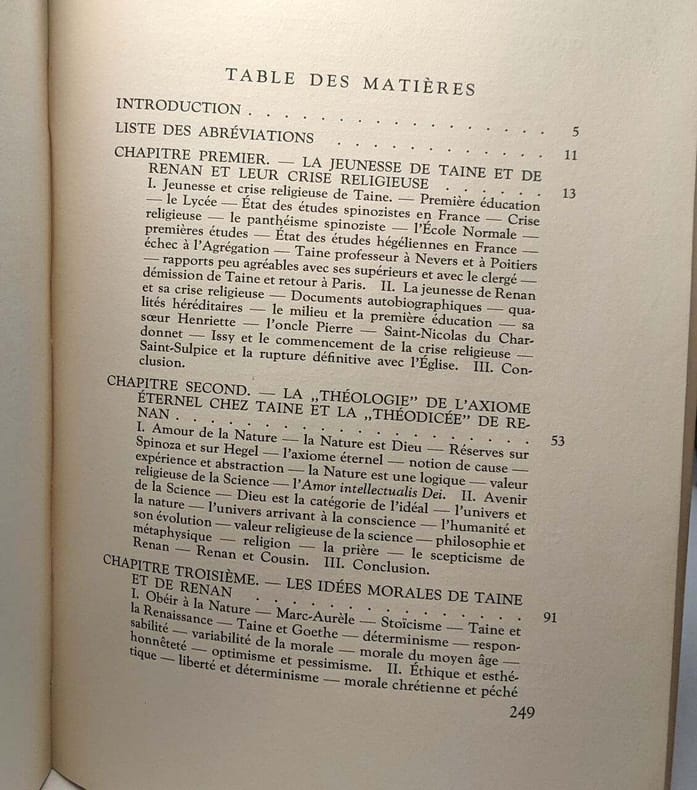 TABLE DES MATIÈRES
INTRODUCTION . . . . . . . . . . . . . . . . . 5
LISTE DES ABRÉVIATIONS . . . . . . . . . . . . 11
CHAPITRE PREMIER. — LA JEUNESSE DE TAINE ET DE
RENAN ET LEUR CRISE RELIGIEUSE . . . . . . 13
I. Jeunesse et crise religieuse de Taine. — Première éducation
— le Lycée — État des études spinozistes en France — Crise
religieuse — le panthéisme spinoziste — l'École Normale —
premières études — État des études hégéliennes en France —
échec à l'Agrégation — Taine professeur à Nevers et à Poitiers
— rapports peu agréables avec ses supérieurs et avec le clergé —
démission de Taine et retour à Paris. II. La jeunesse de Renan
et sa crise religieuse — Documents autobiographiques — qua-
lités héréditaires — le milieu et la première éducation — sa
sœur Henriette — l'oncle Pierre — Saint-Nicolas du Char-
donnet — Issy et le commencement de la crise religieuse —
Saint-Sulpice et la rupture définitive avec l'Église. III. Con-
clusion.
CHAPITRE SECOND. — LA „THÉOLOGIE” DE L'AXIOME
ÉTERNEL CHEZ TAINE ET LA „THÉODICÉE” DE RE-
NAN . . . . . . . . . . . . . . . . . . . . 53
I. Amour de la Nature — la Nature est Dieu — Réserves sur
Spinoza et sur Hegel — l'axiome éternel — notion de cause —
expérience et abstraction — la Nature est une logique — valeur
religieuse de la Science — l'Amor intellectualis Dei. II. Avenir
de la Science — Dieu est la catégorie de l'idéal — l'univers et
la nature — l'univers arrivant à la conscience — l'humanité et
son évolution — valeur religieuse de la science — philosophie et
métaphysique — religion — la prière — le scepticisme de
Renan — Renan et Cousin. III. Conclusion.
CHAPITRE TROISIÈME. — LES IDÉES MORALES DE TAINE
ET DE RENAN . . . . . . . . . . . . . . . 91
I. Obéir à la Nature — Marc-Aurèle — Stoïcisme — Taine et
la Renaissance — Taine et Goethe — déterminisme — respon-
sabilité — variabilité de la morale — morale du moyen âge —
honnêteté — optimisme et pessimisme. II. Éthique et esthé-
tique — liberté et déterminisme — morale chrétienne et péché
249